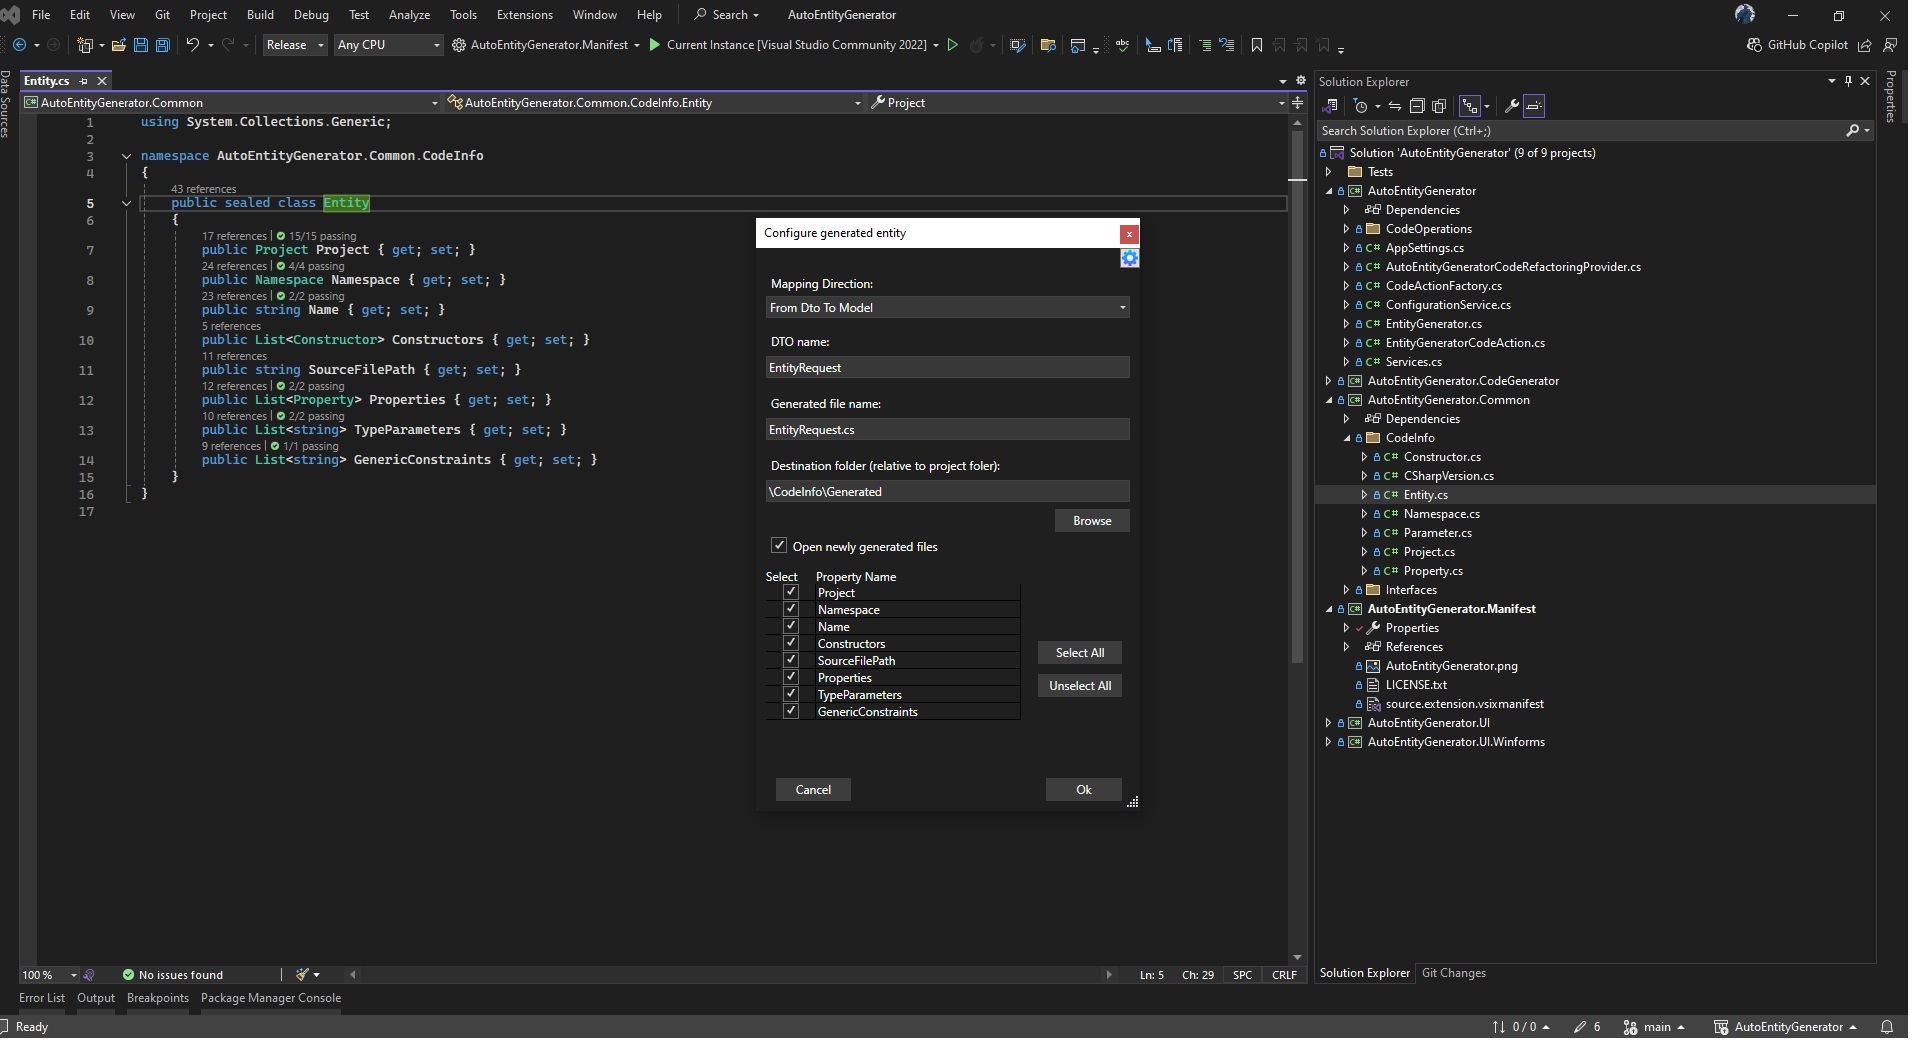 File Edit View Git Project Build Debug Test Analyze Tools Extensions Window Help Search AutoEntityGenerator
Release Any CPU AutoEntityGenerator.Manifest Current Instance [Visual Studio Community 2022] GitHub Copilot
Data Sources
Entity.cs
AutoEntityGenerator.Common AutoEntityGenerator.Common.CodeInfo.Entity Project
1 using System.Collections.Generic;
2
3 namespace AutoEntityGenerator.Common.CodeInfo
4 {
43 references
5 public sealed class Entity
6 {
17 references | 15/15 passing
7 public Project Project { get; set; }
24 references | 4/4 passing
8 public Namespace Namespace { get; set; }
23 references | 2/2 passing
9 public string Name { get; set; }
5 references
10 public List<Constructor> Constructors { get; set; }
11 references
11 public string SourceFilePath { get; set; }
12 references | 2/2 passing
12 public List<Property> Properties { get; set; }
10 references | 2/2 passing
13 public List<string> TypeParameters { get; set; }
9 references | 1/1 passing
14 public List<string> GenericConstraints { get; set; }
15 }
16 }
17
Configure generated entity
x
Mapping Direction:
From Dto To Model
DTO name:
EntityRequest
Generated file name:
EntityRequest.cs
Destination folder (relative to project foler):
\CodeInfo\Generated
Browse
Open newly generated files
Select Property Name
Project
Namespace
Name
Constructors
SourceFilePath
Properties
TypeParameters
GenericConstraints
Select All
Unselect All
Cancel Ok
Solution Explorer
Search Solution Explorer (Ctrl+;)
Solution 'AutoEntityGenerator' (9 of 9 projects)
Tests
C# AutoEntityGenerator
Dependencies
CodeOperations
C# AppSettings.cs
C# AutoEntityGeneratorCodeRefactoringProvider.cs
C# CodeActionFactory.cs
C# ConfigurationService.cs
C# EntityGenerator.cs
C# EntityGeneratorCodeAction.cs
C# Services.cs
C# AutoEntityGenerator.CodeGenerator
C# AutoEntityGenerator.Common
Dependencies
CodeInfo
C# Constructor.cs
C# CSharpVersion.cs
C# Entity.cs
C# Namespace.cs
C# Parameter.cs
C# Project.cs
C# Property.cs
Interfaces
C# AutoEntityGenerator.Manifest
Properties
References
AutoEntityGenerator.png
LICENSE.txt
source.extension.vsixmanifest
C# AutoEntityGenerator.UI
C# AutoEntityGenerator.UI.Winforms
Solution Explorer Git Changes
Properties
100 % No issues found Ln: 5 Ch: 29 SPC CRLF
Error List Output Breakpoints Package Manager Console
Ready 0 / 0 6 main AutoEntityGenerator